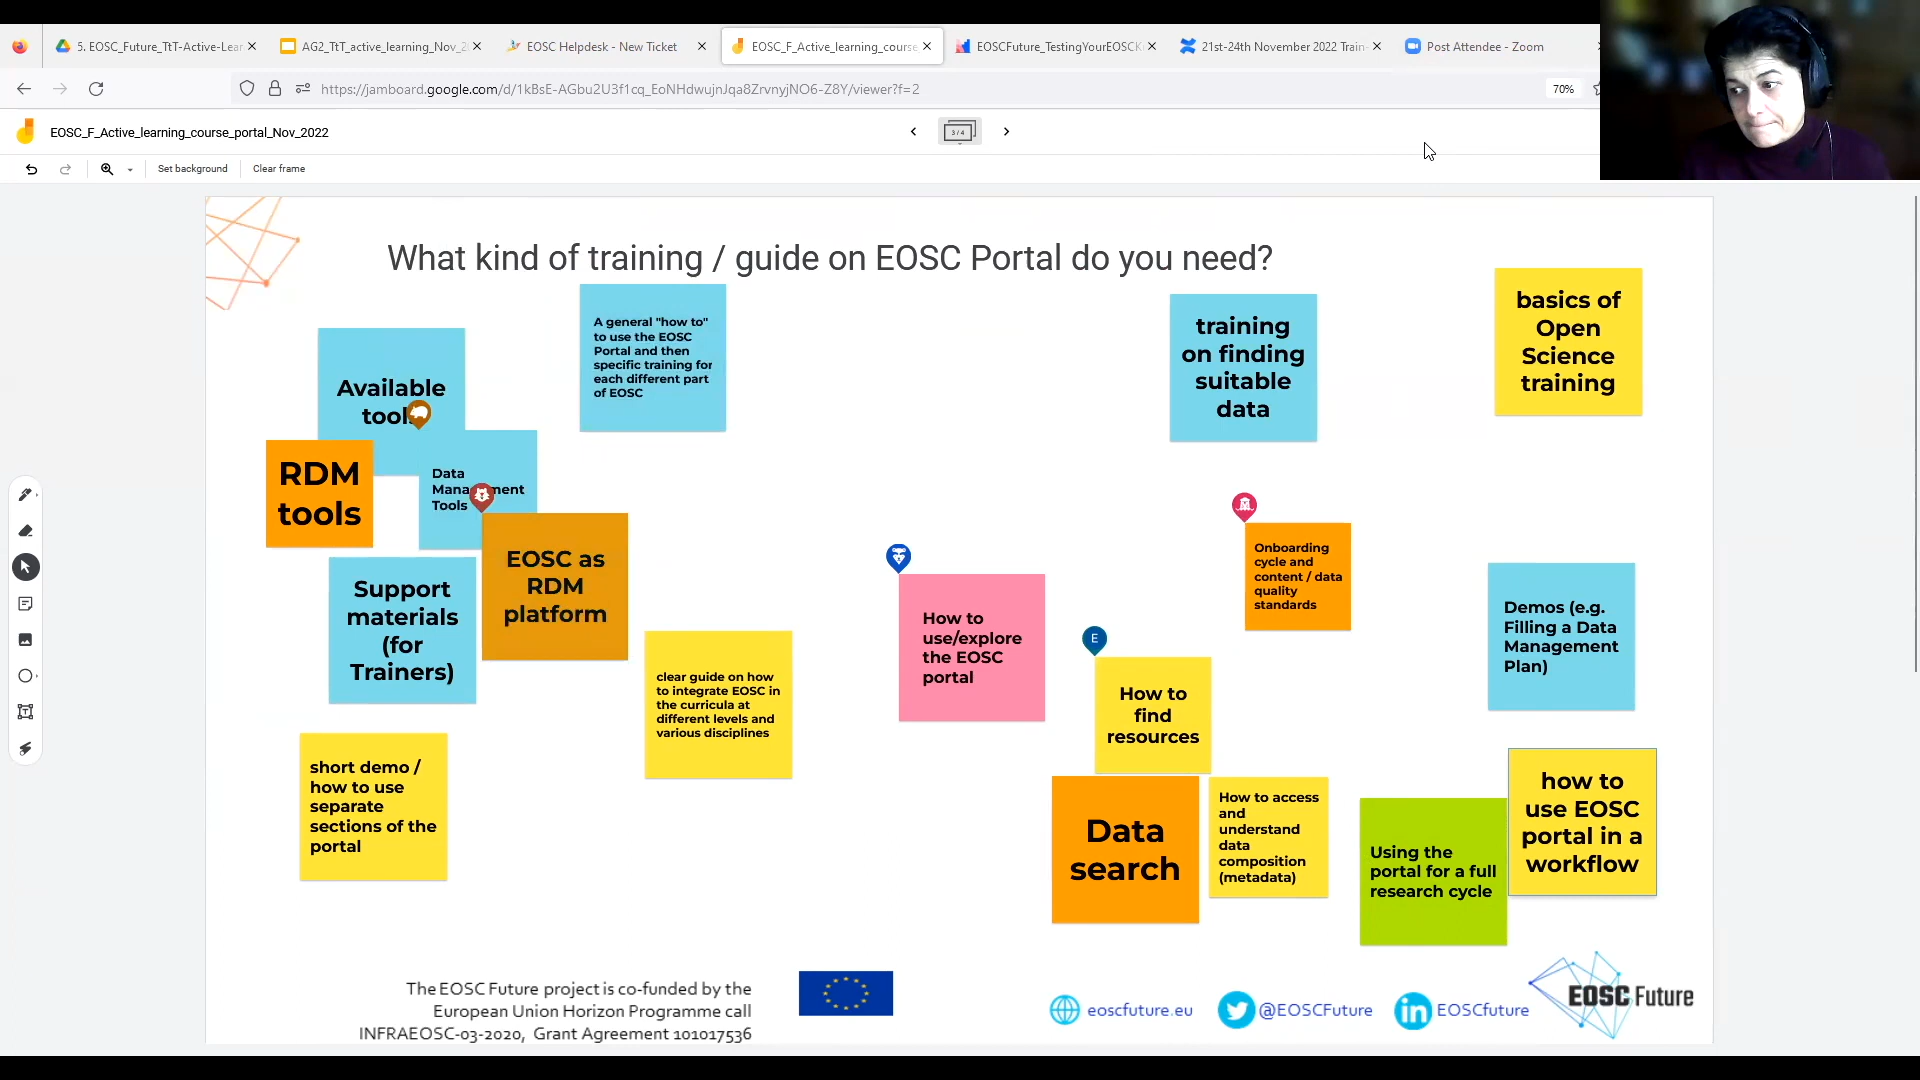 5. EOSC_Future_TtT-Active-Lear
AG2_TtT_active_learning_Nov_2
EOSC Helpdesk - New Ticket
EOSC_F_Active_learning_course
EOSCFuture_TestingYourEOSCK
21st-24th November 2022 Train
Post Attendee - Zoom
https://jamboard.google.com/d/1kBsE-AGbu2U3f1cq_EoNHdwujnJqa8ZrvnyjNO6-Z8Y/viewer?f=2
70%
EOSC_F_Active_learning_course_portal_Nov_2022
3 / 4
Set background
Clear frame
What kind of training / guide on EOSC Portal do you need?
Available
tools
RDM
tools
Data
Management
Tools
EOSC as
RDM
platform
Support
materials
(for
Trainers)
short demo /
how to use
separate
sections of the
portal
A general "how to"
to use the EOSC
Portal and then
specific training for
each different part
of EOSC
clear guide on how
to integrate EOSC in
the curricula at
different levels and
various disciplines
How to
use/explore
the EOSC
portal
training
on finding
suitable
data
basics of
Open
Science
training
Onboarding
cycle and
content / data
quality
standards
E
How to
find
resources
Demos (e.g.
Filling a Data
Management
Plan)
Data
search
How to access
and
understand
data
composition
(metadata)
Using the
portal for a full
research cycle
how to
use EOSC
portal in a
workflow
The EOSC Future project is co-funded by the
European Union Horizon Programme call
INFRAEOSC-03-2020, Grant Agreement 101017536
eoscfuture.eu
@EOSCFuture
EOSCfuture
EOSC Future